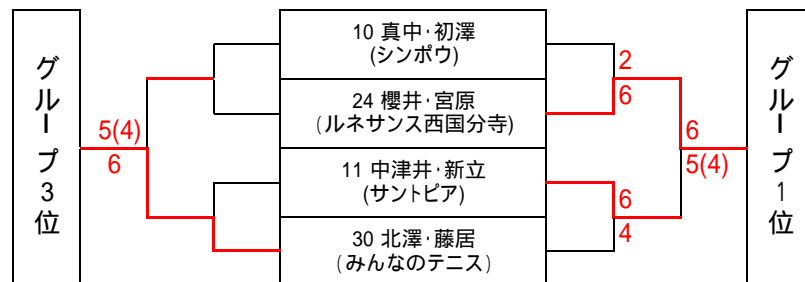 グループ3位
5(4)
6
10 真中・初澤
(シンポウ)
24 櫻井・宮原
(ルネサンス西国分寺)
11 中津井・新立
(サントピア)
30 北澤・藤居
(みんなのテニス)
2
6
6
4
6
5(4)
グループ1位